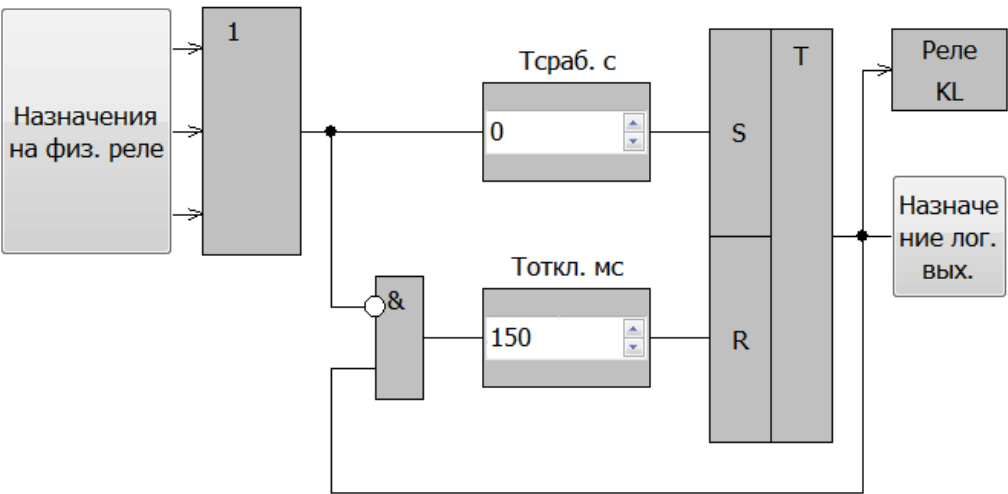 Назначения
на физ. реле
1
Тсраб. с
0
S
T
Реле
KL
Назначе
ние лог.
вых.
&
Тоткл. мс
150
R